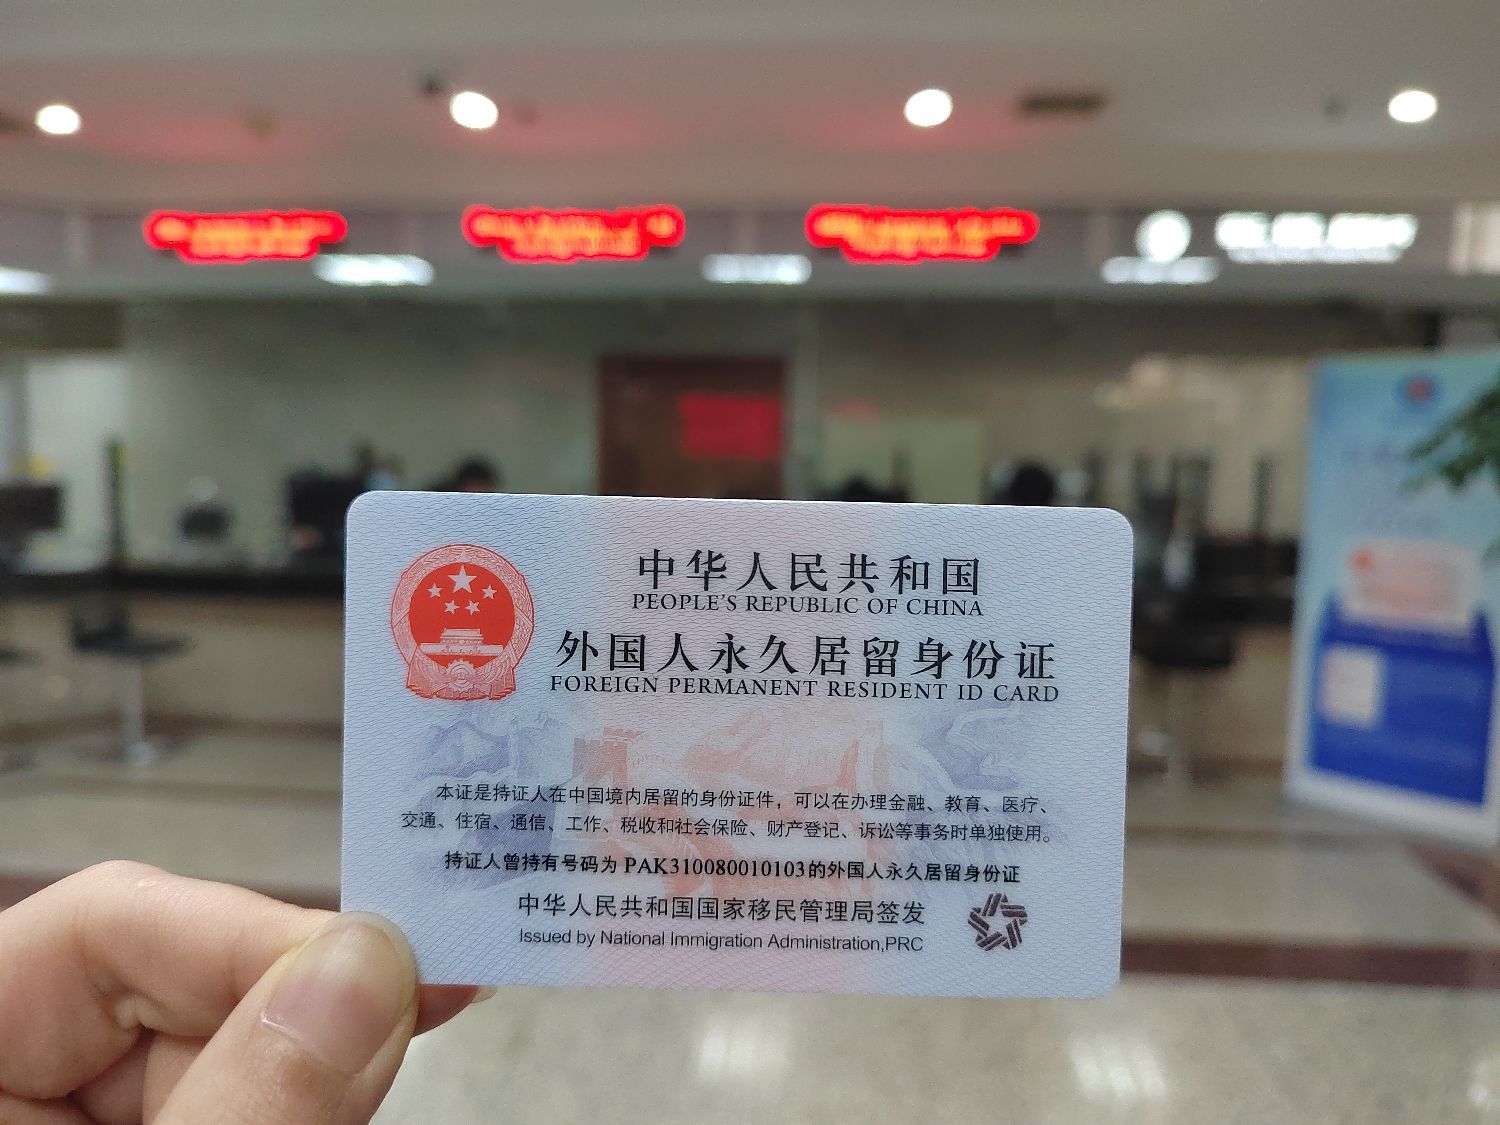 中华人民共和国
PEOPLE'S REPUBLIC OF CHINA
外国人永久居留身份证
FOREIGN PERMANENT RESIDENT ID CARD
本证是持证人在中国境内居留的身份证件，可以在办理金融、教育、医疗、
交通、住宿、通信、工作、税收和社会保险、财产登记、诉讼等事务时单独使用。
持证人曾持有号码为 PAK310080010103的外国人永久居留身份证
中华人民共和国国家移民管理局签发
Issued by National Immigration Administration,PRC